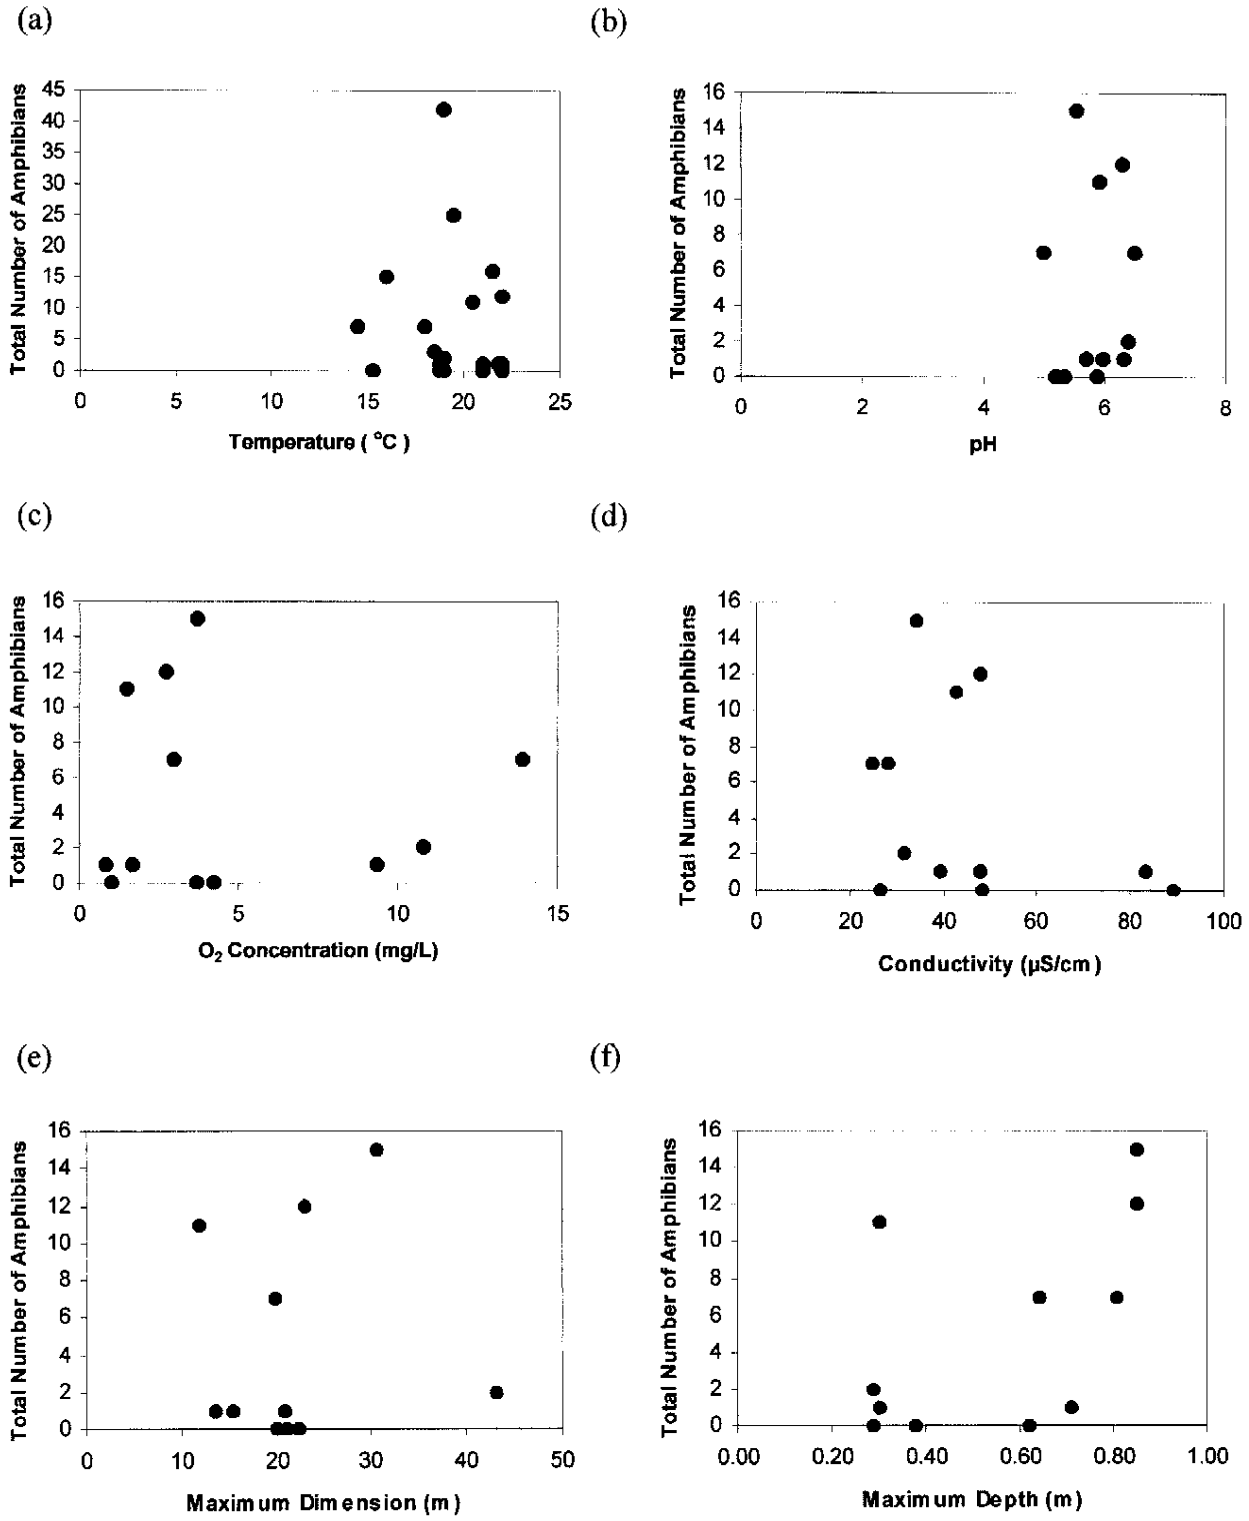 (a)
Total Number of Amphibians
45
40
35
30
25
20
15
10
5
0
0 5 10 15 20 25
Temperature ( °C )
(b)
Total Number of Amphibians
16
14
12
10
8
6
4
2
0
0 2 4 6 8
pH
(c)
Total Number of Amphibians
16
14
12
10
8
6
4
2
0
0 5 10 15
O₂ Concentration (mg/L)
(d)
Total Number of Amphibians
16
14
12
10
8
6
4
2
0
0 20 40 60 80 100
Conductivity (µS/cm)
(e)
Total Number of Amphibians
16
14
12
10
8
6
4
2
0
0 10 20 30 40 50
Maximum Dimension (m)
(f)
Total Number of Amphibians
16
14
12
10
8
6
4
2
0
0.00 0.20 0.40 0.60 0.80 1.00
Maximum Depth (m)